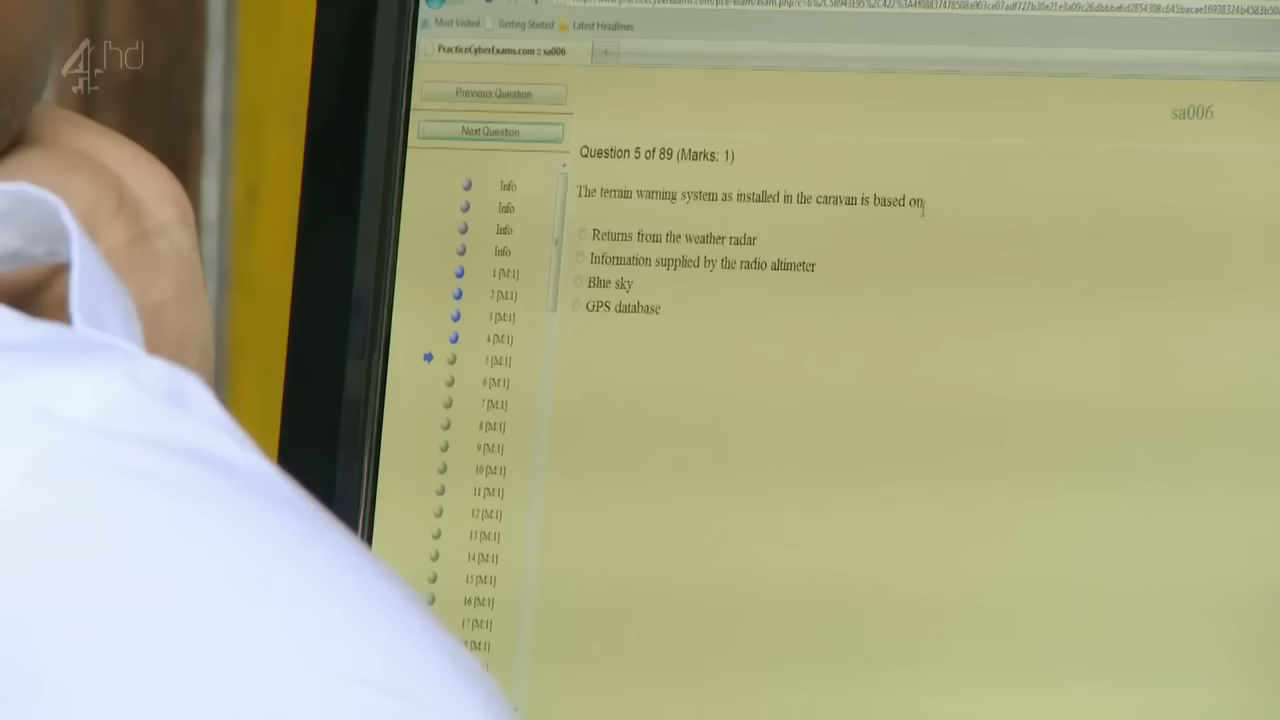 4hd
Most Visited Getting Started Latest Headlines
PracticeCyberExams.com :: sa006
Previous Question
sa006
Next Question
Question 5 of 89 (Marks: 1)
The terrain warning system as installed in the caravan is based on
Info
Info
Info
Info
Returns from the weather radar
Information supplied by the radio altimeter
Blue sky
GPS database
1 [M:1]
2 [M:1]
3 [M:1]
4 [M:1]
5 [M:1]
6 [M:1]
7 [M:1]
8 [M:1]
9 [M:1]
10 [M:1]
11 [M:1]
12 [M:1]
13 [M:1]
14 [M:1]
15 [M:1]
16 [M:1]
17 [M:1]